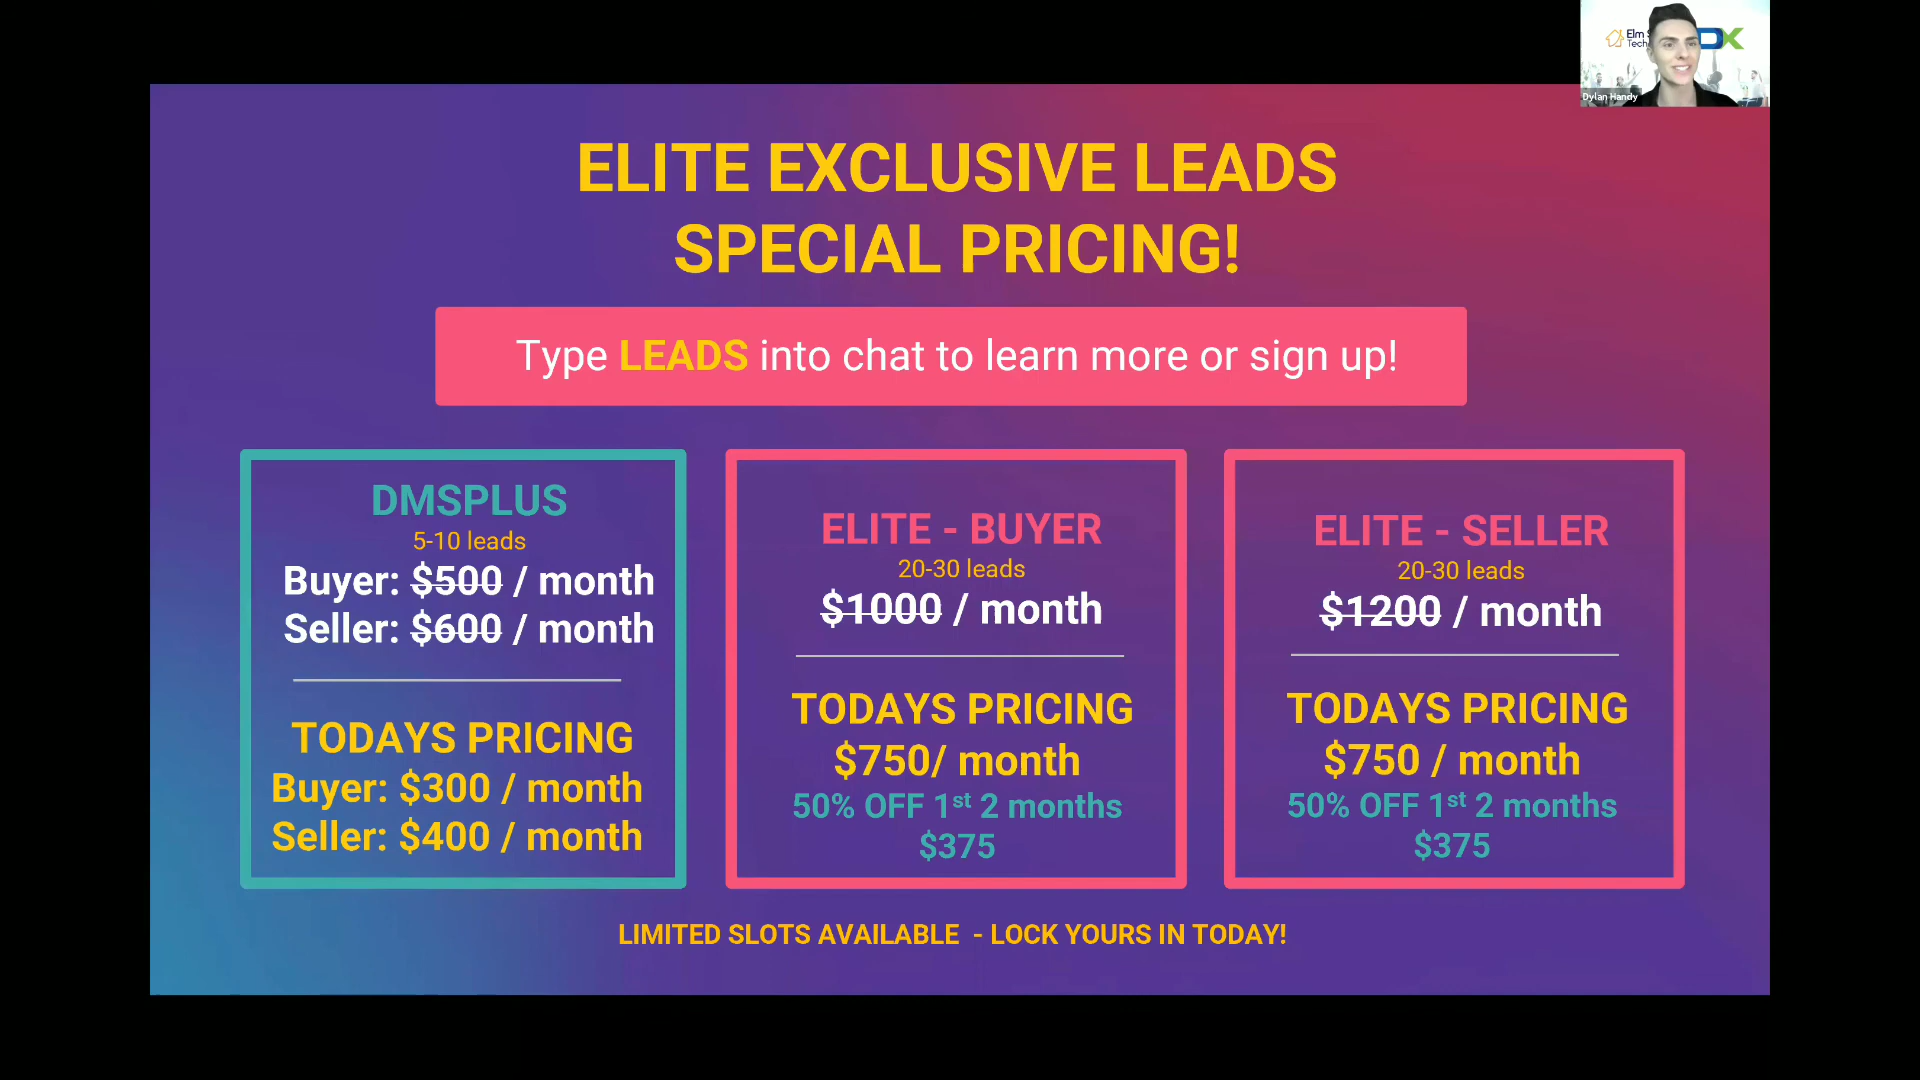 Elm
Tech
DX
Dylan Handy
ELITE EXCLUSIVE LEADS
SPECIAL PRICING!
Type LEADS into chat to learn more or sign up!
DMSPLUS
5-10 leads
Buyer: $500 / month
Seller: $600 / month
TODAYS PRICING
Buyer: $300 / month
Seller: $400 / month
ELITE - BUYER
20-30 leads
$1000 / month
TODAYS PRICING
$750/ month
50% OFF 1st 2 months
$375
ELITE - SELLER
20-30 leads
$1200 / month
TODAYS PRICING
$750 / month
50% OFF 1st 2 months
$375
LIMITED SLOTS AVAILABLE - LOCK YOURS IN TODAY!